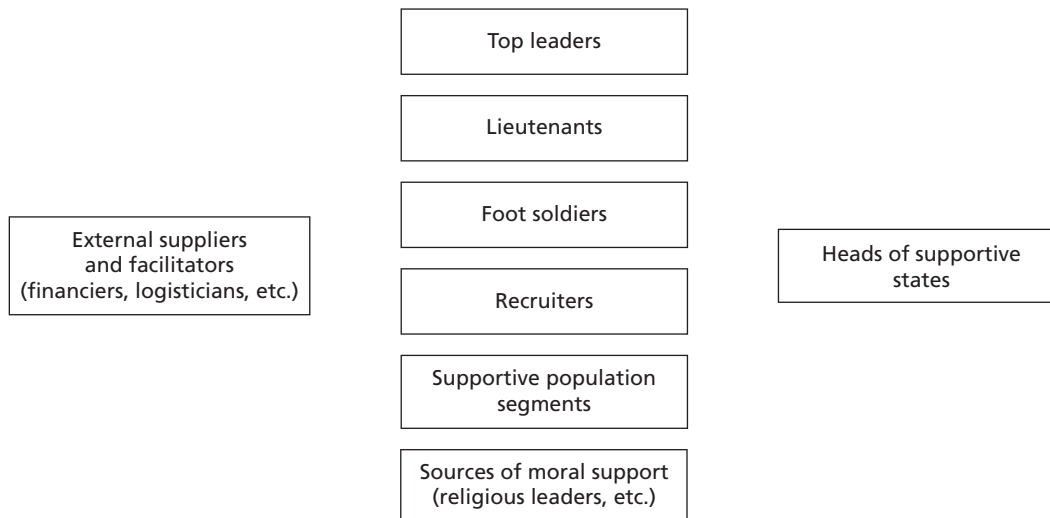 Top leaders
Lieutenants
Foot soldiers
External suppliers
and facilitators
(financiers, logisticians, etc.)
Heads of supportive
states
Recruiters
Supportive population
segments
Sources of moral support
(religious leaders, etc.)